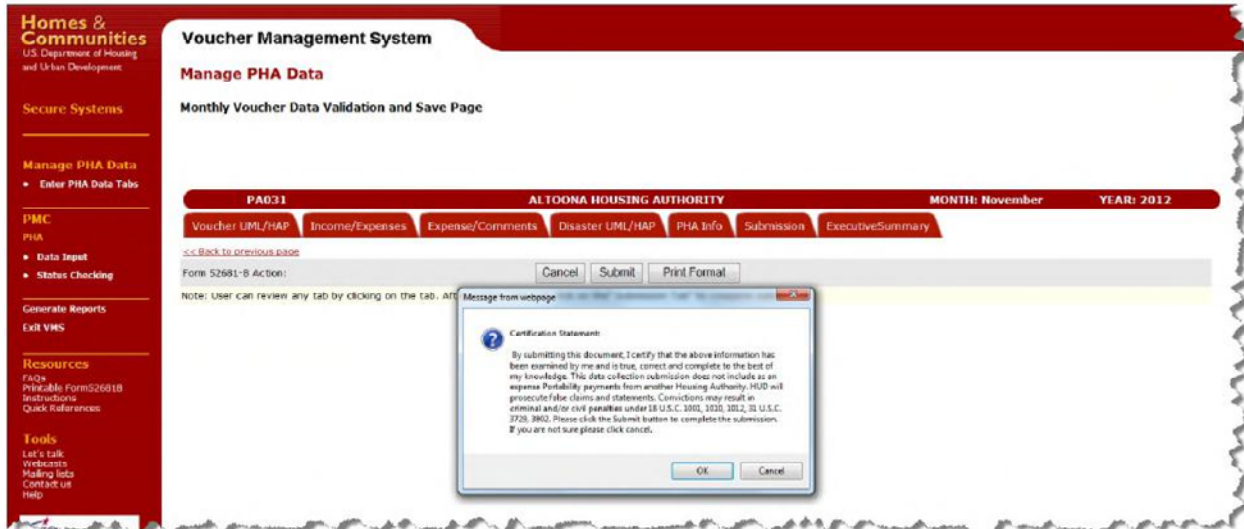 Homes &
Communities
U.S. Department of Housing
and Urban Development
Secure Systems
Manage PHA Data
• Enter PHA Data Tabs
PMC
PHA
• Data Input
• Status Checking
Generate Reports
Exit VMS
Resources
FAQs
Printable Form52681B
Instructions
Quick References
Tools
Let's talk
Webcasts
Mailing lists
Contact us
Help
Voucher Management System
Manage PHA Data
Monthly Voucher Data Validation and Save Page
PA031 ALTOONA HOUSING AUTHORITY MONTH: November YEAR: 2012
Voucher UML/HAP Income/Expenses Expense/Comments Disaster UML/HAP PHA Info Submission ExecutiveSummary
<< Back to previous page
Form 52681-B Action: Cancel Submit Print Format
Note: User can review any tab by clicking on the tab.
Message from webpage
Certification Statement:
By submitting this document, I certify that the above information has
been examined by me and is true, correct and complete to the best of
my knowledge. This data collection submission does not include as an
expense Portability payments from another Housing Authority. HUD will
prosecute false claims and statements. Convictions may result in
criminal and/or civil penalties under 18 U.S.C. 1001, 1010, 1012, 31 U.S.C.
3729, 3802. Please click the Submit button to complete the submission.
If you are not sure please click cancel.
OK Cancel